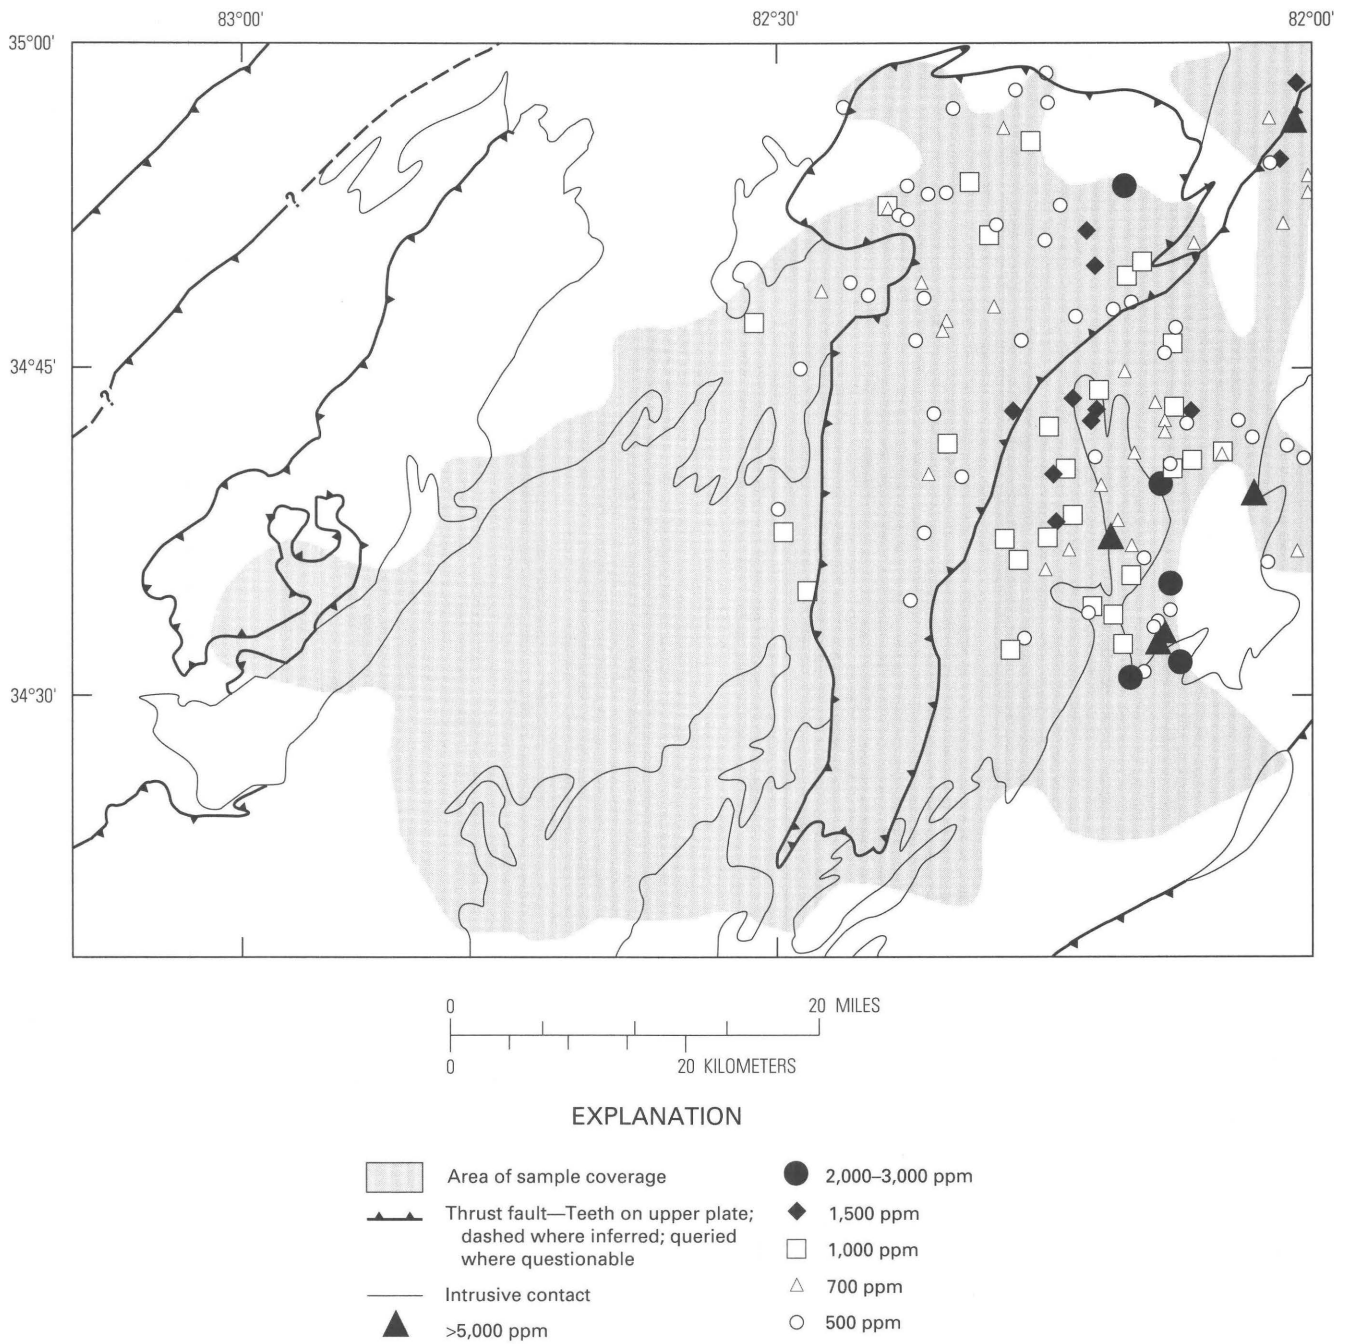 83°00' 82°30' 82°00'
35°00'
?
34°45'
?
34°30'
0 20 MILES
0 20 KILOMETERS
EXPLANATION
Area of sample coverage
Thrust fault—Teeth on upper plate;
dashed where inferred; queried
where questionable
Intrusive contact
>5,000 ppm
2,000–3,000 ppm
1,500 ppm
1,000 ppm
700 ppm
500 ppm